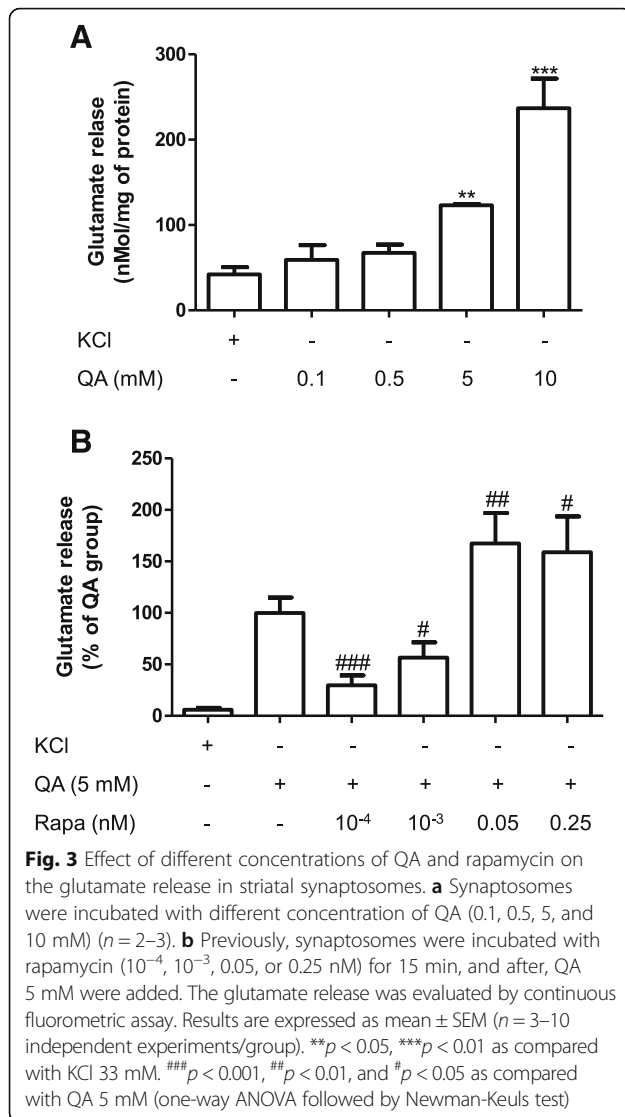 A
Glutamate relase
(nMol/mg of protein)
300
200
100
0
**
***
KCl + - - - -
QA (mM) - 0.1 0.5 5 10
B
Glutamate release
(% of QA group)
250
200
150
100
50
0
###
#
##
#
KCl + - - - - -
QA (5 mM) - + + + + +
Rapa (nM) - - 10⁻⁴ 10⁻³ 0.05 0.25
Fig. 3 Effect of different concentrations of QA and rapamycin on
the glutamate release in striatal synaptosomes. a Synaptosomes
were incubated with different concentration of QA (0.1, 0.5, 5, and
10 mM) (n = 2–3). b Previously, synaptosomes were incubated with
rapamycin (10⁻⁴, 10⁻³, 0.05, or 0.25 nM) for 15 min, and after, QA
5 mM were added. The glutamate release was evaluated by continuous
fluorometric assay. Results are expressed as mean ± SEM (n = 3–10
independent experiments/group). **p < 0.05, ***p < 0.01 as compared
with KCl 33 mM. ###p < 0.001, ##p < 0.01, and #p < 0.05 as compared
with QA 5 mM (one-way ANOVA followed by Newman-Keuls test)